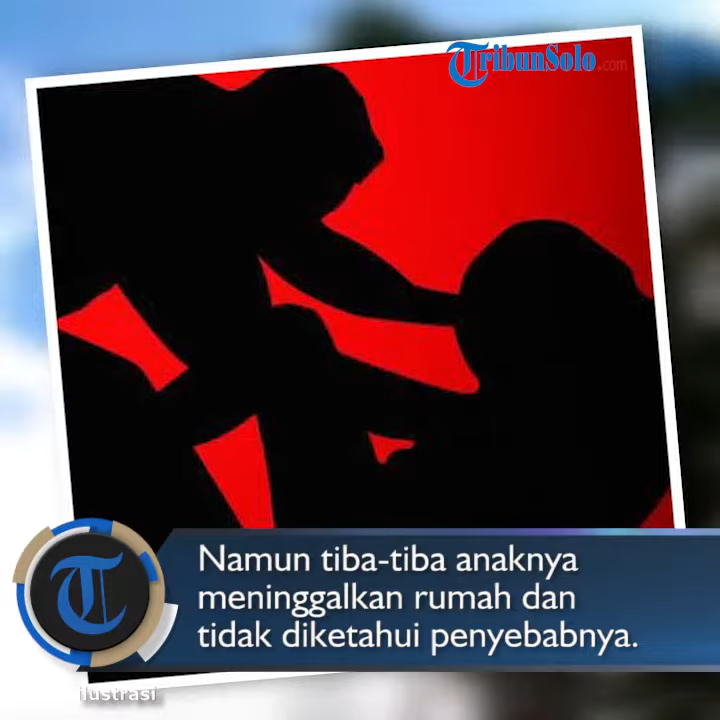 TribunSolo.com
Namun tiba-tiba anaknya
meninggalkan rumah dan
tidak diketahui penyebabnya.
T
ilustrasi